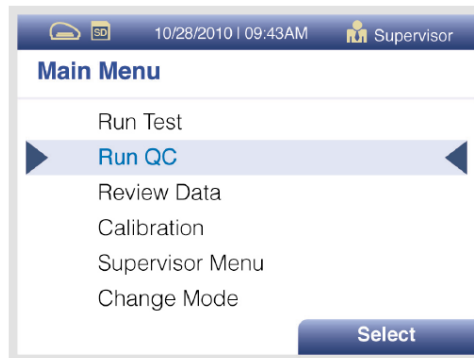 SD 10/28/2010 | 09:43AM Supervisor
Main Menu
Run Test
Run QC
Review Data
Calibration
Supervisor Menu
Change Mode
Select